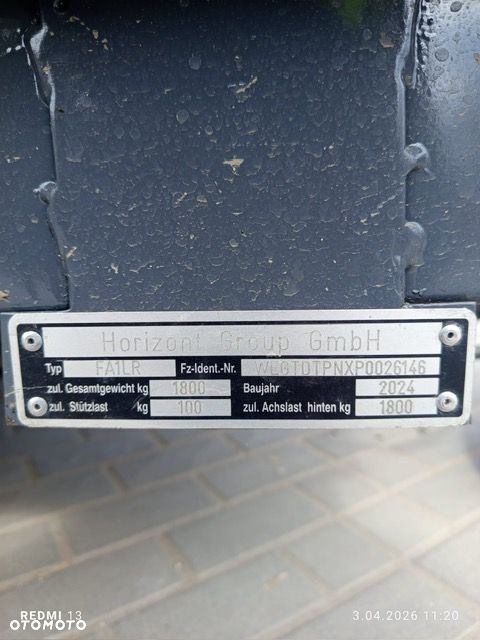 Horizont Group GmbH
Typ FA1LR Fz-Ident.-Nr. WLGTDTPNXP0026146
zul. Gesamtgewicht kg 1800 Baujahr 2024
zul. Stützlast kg 100 zul. Achslast hinten kg 1800
REDMI 13
3.04.2026 11:20
OTOMOTO